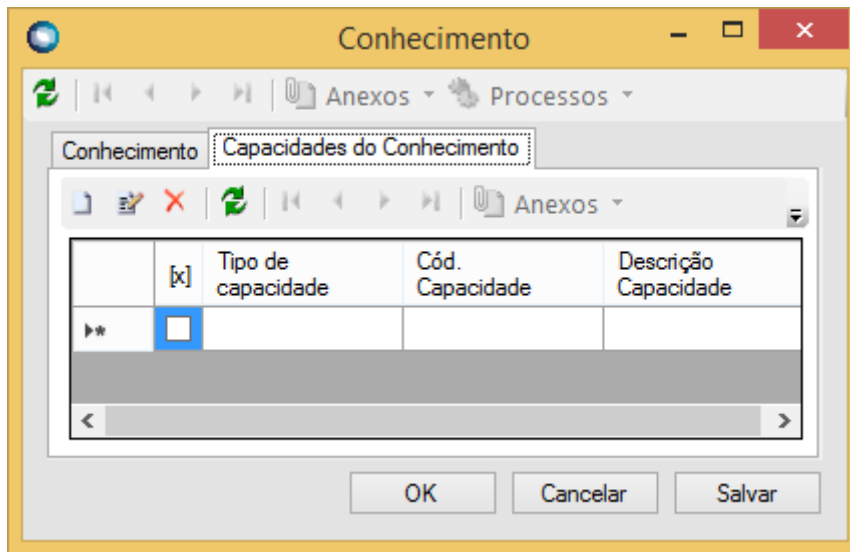 Conhecimento
Anexos Processos
Conhecimento Capacidades do Conhecimento
Anexos
[x] Tipo de capacidade Cód. Capacidade Descrição Capacidade
OK Cancelar Salvar